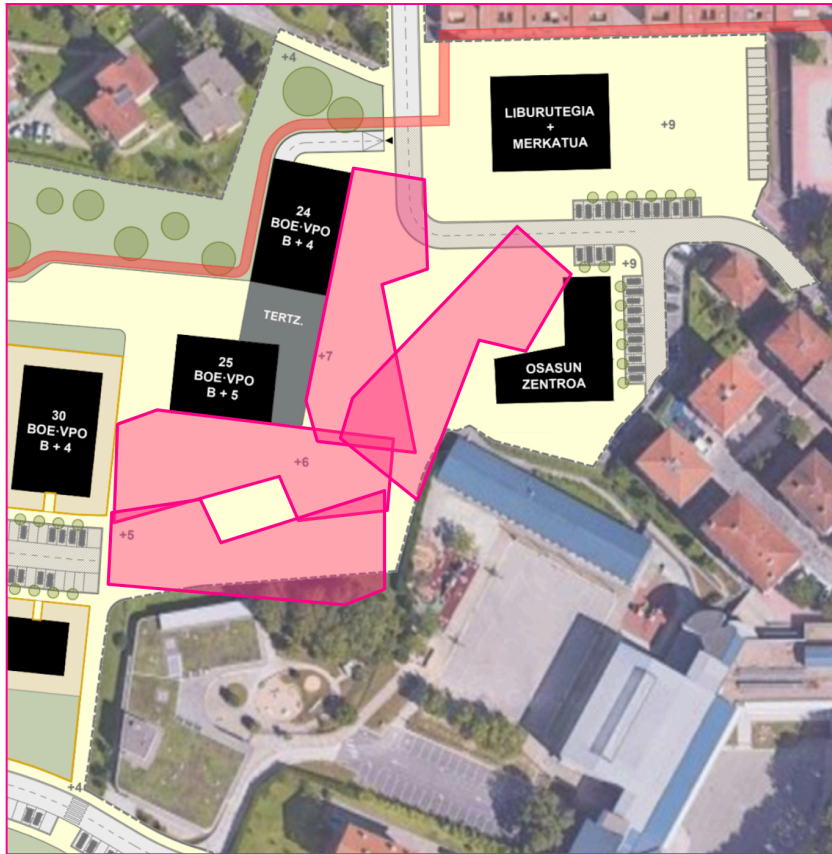 +4
LIBURUTEGIA
+
MERKATUA
+9
24
BOE·VPO
B + 4
+9
TERTZ.
+7
25
BOE·VPO
B + 5
OSASUN
ZENTROA
30
BOE·VPO
B + 4
+6
+5
+4